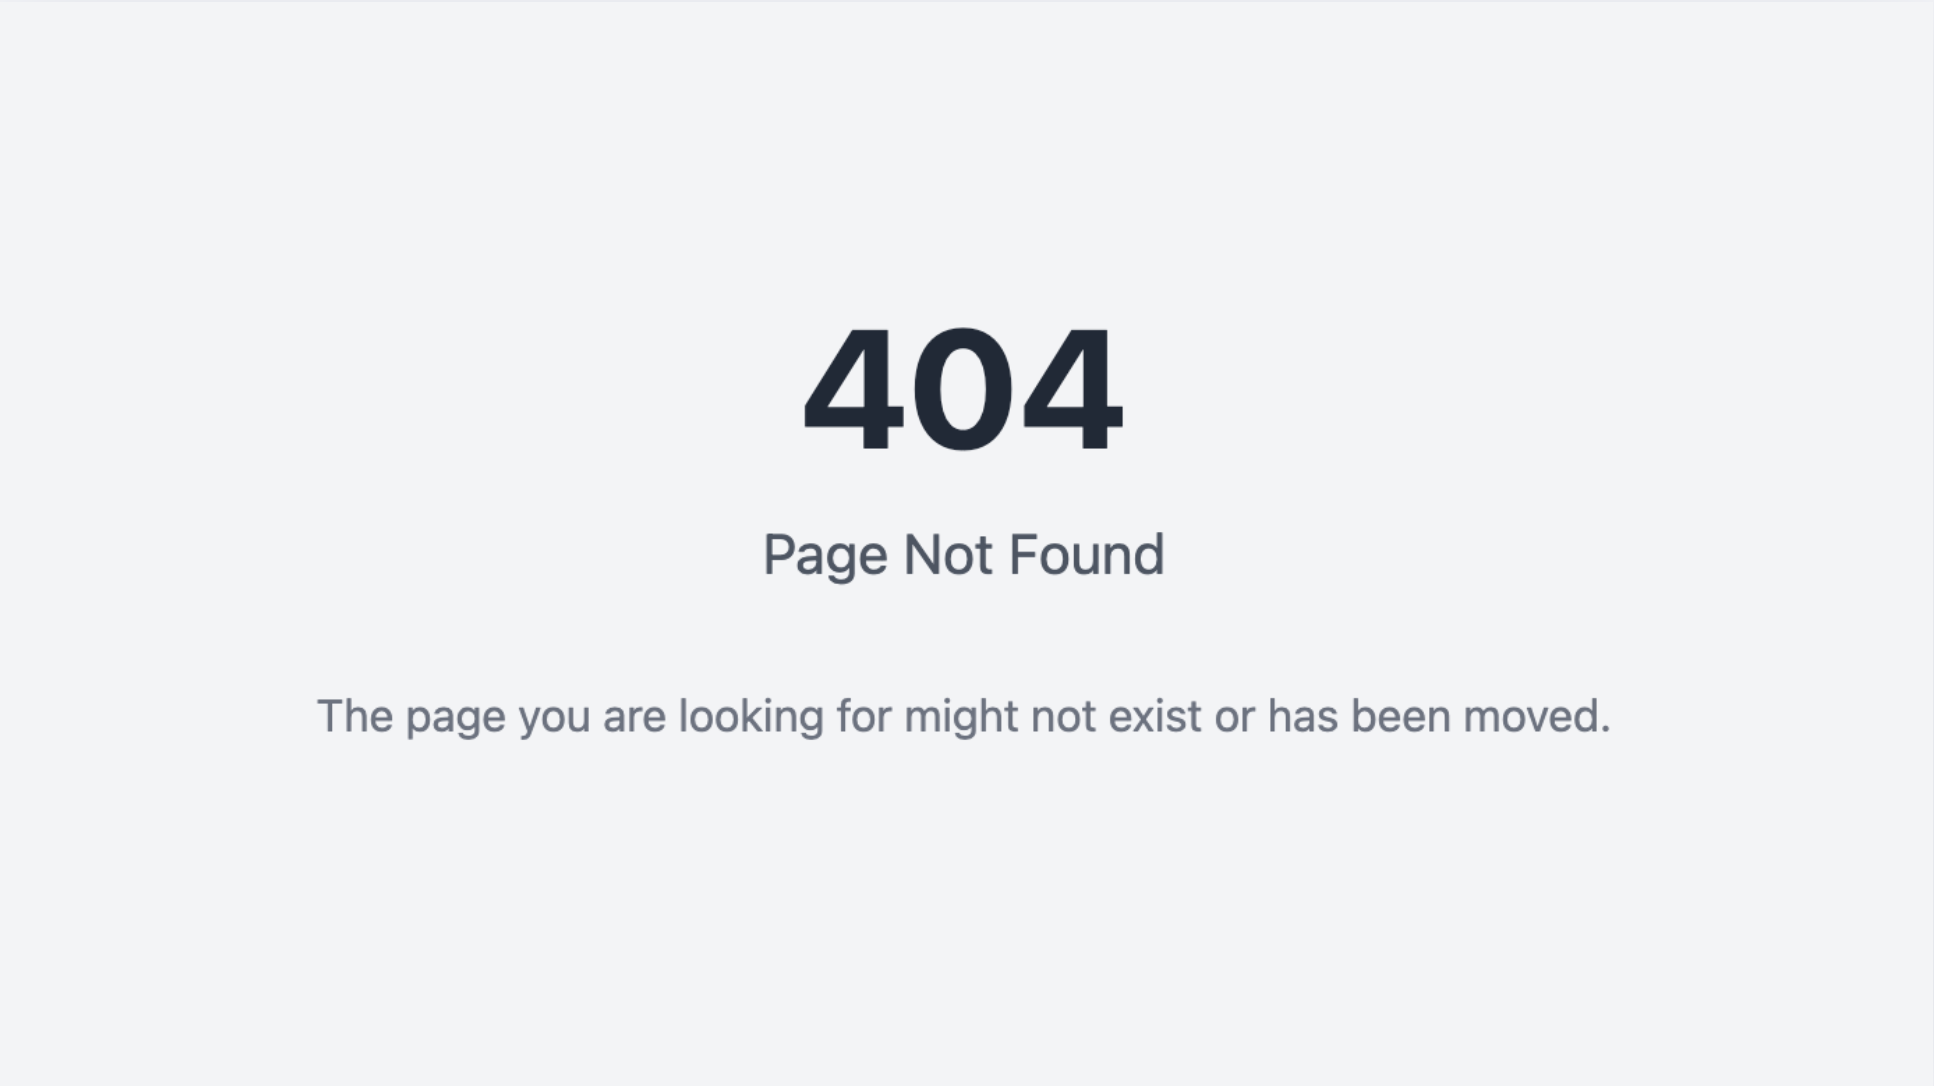 404
Page Not Found
The page you are looking for might not exist or has been moved.